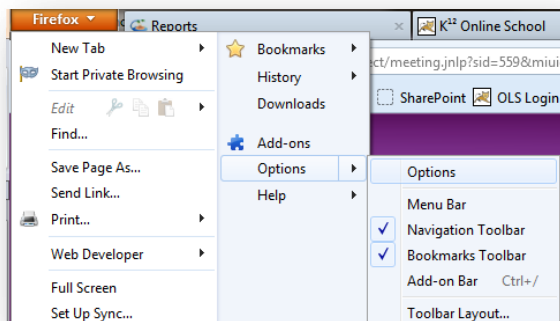 Firefox
Reports
K12 Online School
ect/meeting.jnlp?sid=559&miui
SharePoint
OLS Login
New Tab
Start Private Browsing
Edit
Find...
Save Page As...
Send Link...
Print...
Web Developer
Full Screen
Set Up Sync...
Bookmarks
History
Downloads
Add-ons
Options
Help
Options
Menu Bar
Navigation Toolbar
Bookmarks Toolbar
Add-on Bar Ctrl+/
Toolbar Layout...